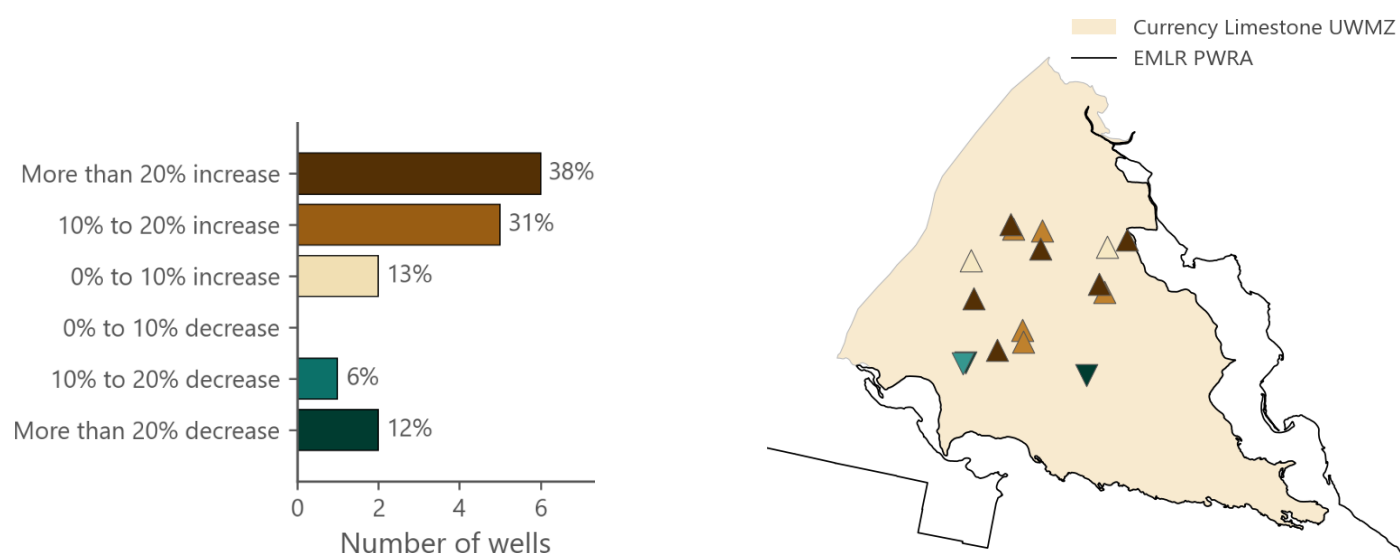 Currency Limestone UWMZ
EMLR PWRA
More than 20% increase
38%
10% to 20% increase
31%
0% to 10% increase
13%
0% to 10% decrease
10% to 20% decrease
6%
More than 20% decrease
12%
0 2 4 6
Number of wells